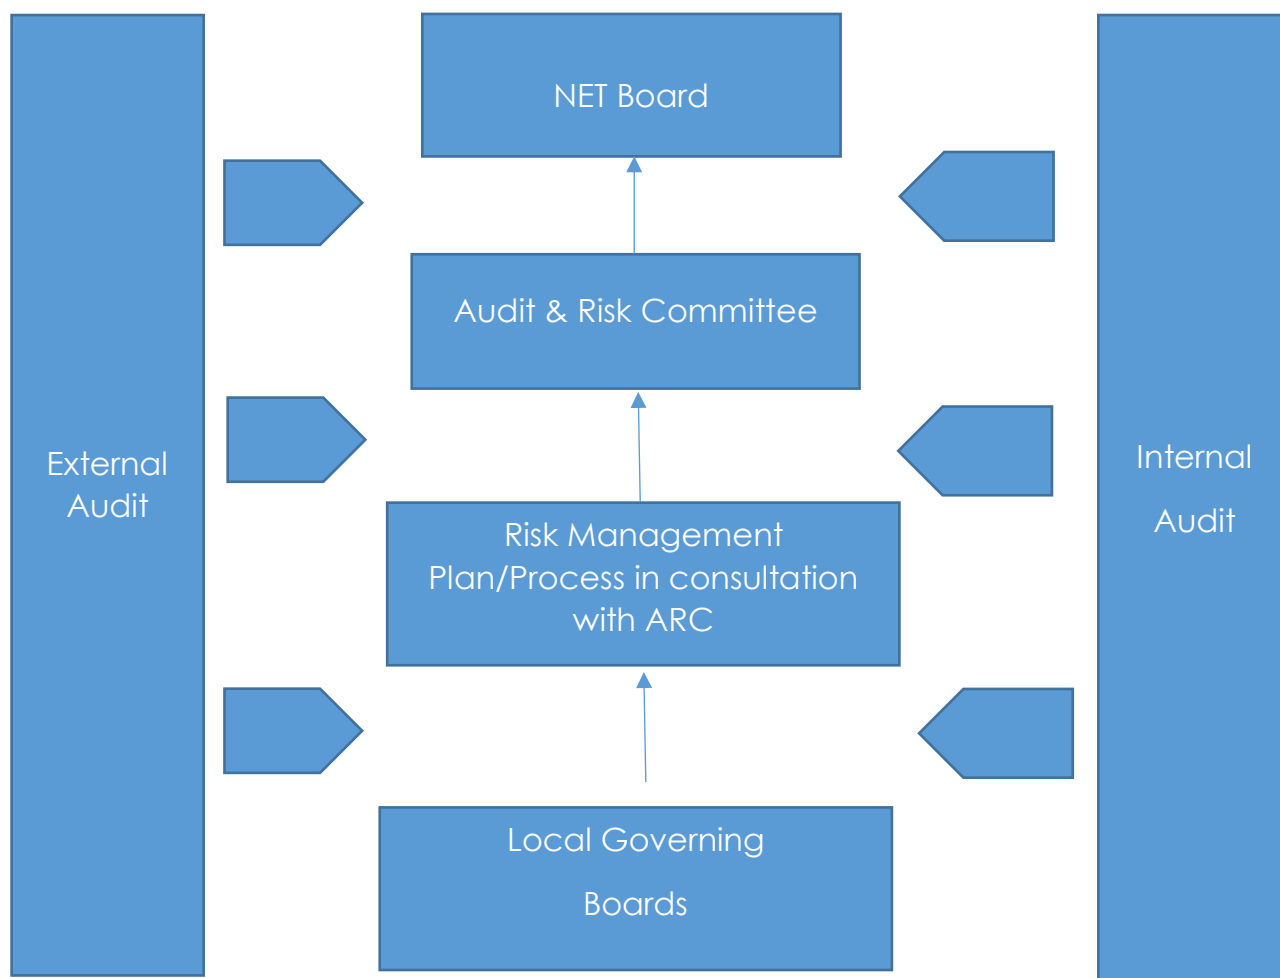 NET Board
Audit & Risk Committee
External
Audit
Internal
Audit
Risk Management
Plan/Process in consultation
with ARC
Local Governing
Boards